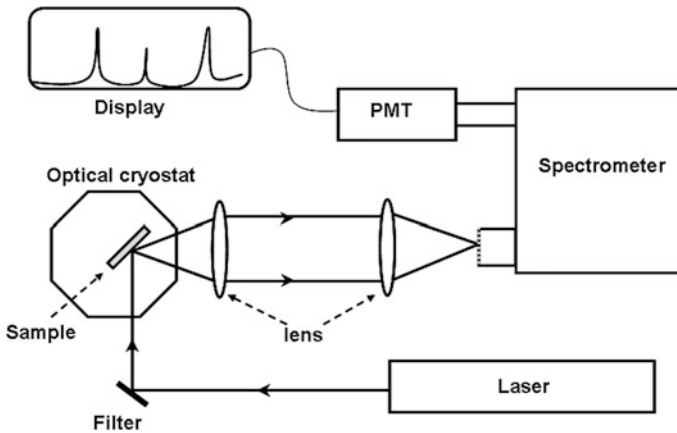 Display
PMT
Spectrometer
Optical cryostat
Sample
lens
Laser
Filter